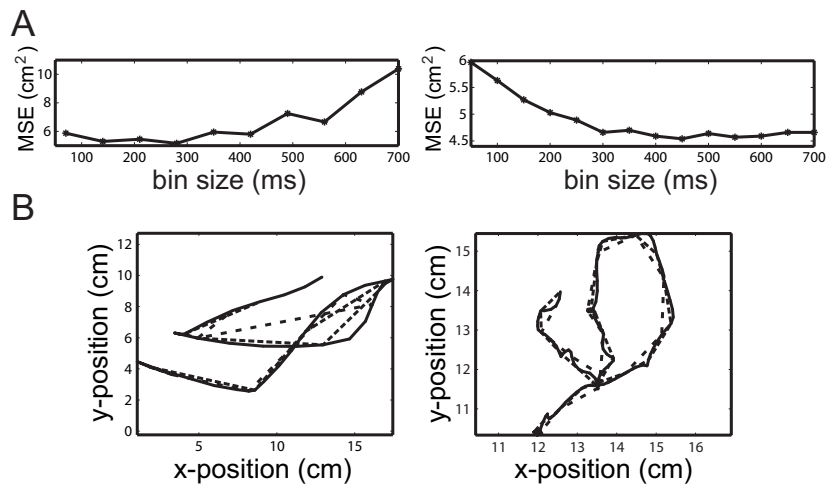 A
MSE (cm²)
10
8
6
100 200 300 400 500 600 700
bin size (ms)
MSE (cm²)
6
5.5
5
4.5
100 200 300 400 500 600 700
bin size (ms)
B
y-position (cm)
12
10
8
6
4
2
0
5 10 15
x-position (cm)
y-position (cm)
15
14
13
12
11
11 12 13 14 15 16
x-position (cm)